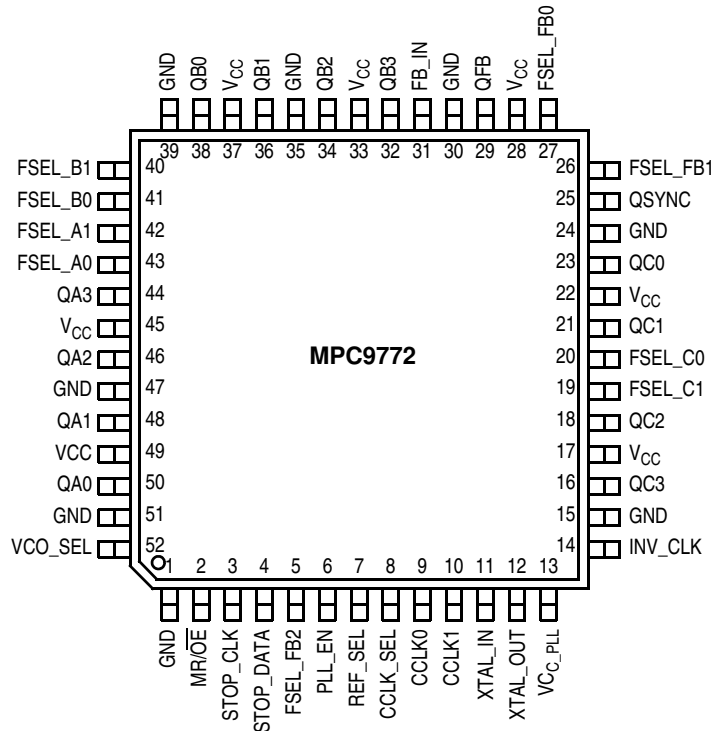 GND
QB0
VCC
QB1
GND
QB2
VCC
QB3
FB_IN
GND
QFB
VCC
FSEL_FB0
39 38 37 36 35 34 33 32 31 30 29 28 27
FSEL_B1 40 26 FSEL_FB1
FSEL_B0 41 25 QSYNC
FSEL_A1 42 24 GND
FSEL_A0 43 23 QC0
QA3 44 22 VCC
VCC 45 21 QC1
QA2 46 MPC9772 20 FSEL_C0
GND 47 19 FSEL_C1
QA1 48 18 QC2
VCC 49 17 VCC
QA0 50 16 QC3
GND 51 15 GND
VCO_SEL 52 14 INV_CLK
1 2 3 4 5 6 7 8 9 10 11 12 13
GND
MR/OE
STOP_CLK
STOP_DATA
FSEL_FB2
PLL_EN
REF_SEL
CCLK_SEL
CCLK0
CCLK1
XTAL_IN
XTAL_OUT
VCC_PLL